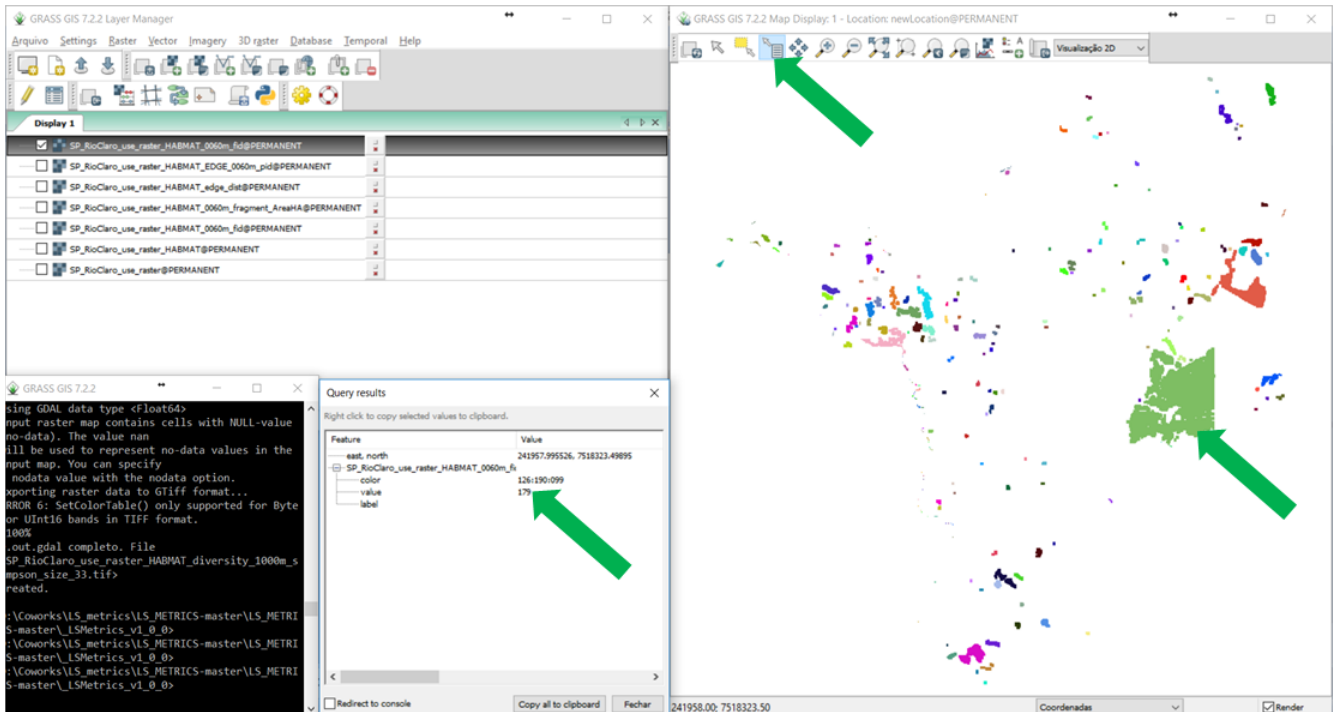 GRASS GIS 7.2.2 Layer Manager
Arquivo Settings Raster Vector Imagery 3D raster Database Temporal Help
Display 1
SP_RioClaro_use_raster_HABMAT_0060m_fid@PERMANENT
SP_RioClaro_use_raster_HABMAT_EDGE_0060m_pid@PERMANENT
SP_RioClaro_use_raster_HABMAT_edge_dist@PERMANENT
SP_RioClaro_use_raster_HABMAT_0060m_fragment_AreaHA@PERMANENT
SP_RioClaro_use_raster_HABMAT_0060m_fid@PERMANENT
SP_RioClaro_use_raster_HABMAT@PERMANENT
SP_RioClaro_use_raster@PERMANENT
GRASS GIS 7.2.2
sing GDAL data type <Float64>
nput raster map contains cells with NULL-value
no-data). The value nan
ill be used to represent no-data values in the
nput map. You can specify
nodata value with the nodata option.
xporting raster data to GTiff format...
RROR 6: SetColorTable() only supported for Byte
or UInt16 bands in TIFF format.
100%
.out.gdal completo. File
SP_RioClaro_use_raster_HABMAT_diversity_1000m_s
mpson_size_33.tif>
reated.
:\Coworks\LS_metrics\LS_METRICS-master\LS_METRI
S-master\_LSMetrics_v1_0_0>
:\Coworks\LS_metrics\LS_METRICS-master\LS_METRI
S-master\_LSMetrics_v1_0_0>
:\Coworks\LS_metrics\LS_METRICS-master\LS_METRI
S-master\_LSMetrics_v1_0_0>
Query results
Right click to copy selected values to clipboard.
Feature Value
east, north 241957.995526, 7518323.49895
SP_RioClaro_use_raster_HABMAT_0060m_fi
color 126:190:099
value 179
label
Redirect to console Copy all to clipboard Fechar
GRASS GIS 7.2.2 Map Display: 1 - Location: newLocation@PERMANENT
Visualização 2D
241958.00; 7518323.50 Coordenadas Render